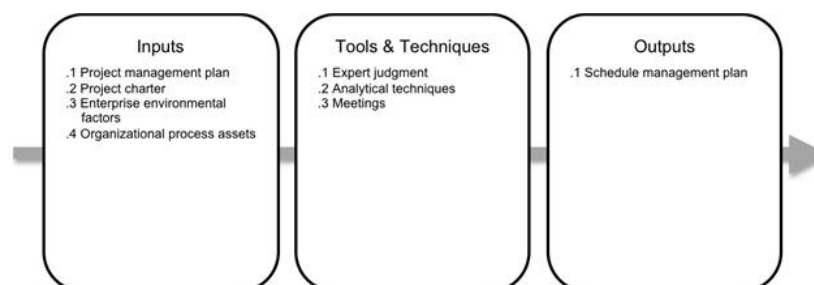 Inputs
.1 Project management plan
.2 Project charter
.3 Enterprise environmental
factors
.4 Organizational process assets
Tools & Techniques
.1 Expert judgment
.2 Analytical techniques
.3 Meetings
Outputs
.1 Schedule management plan